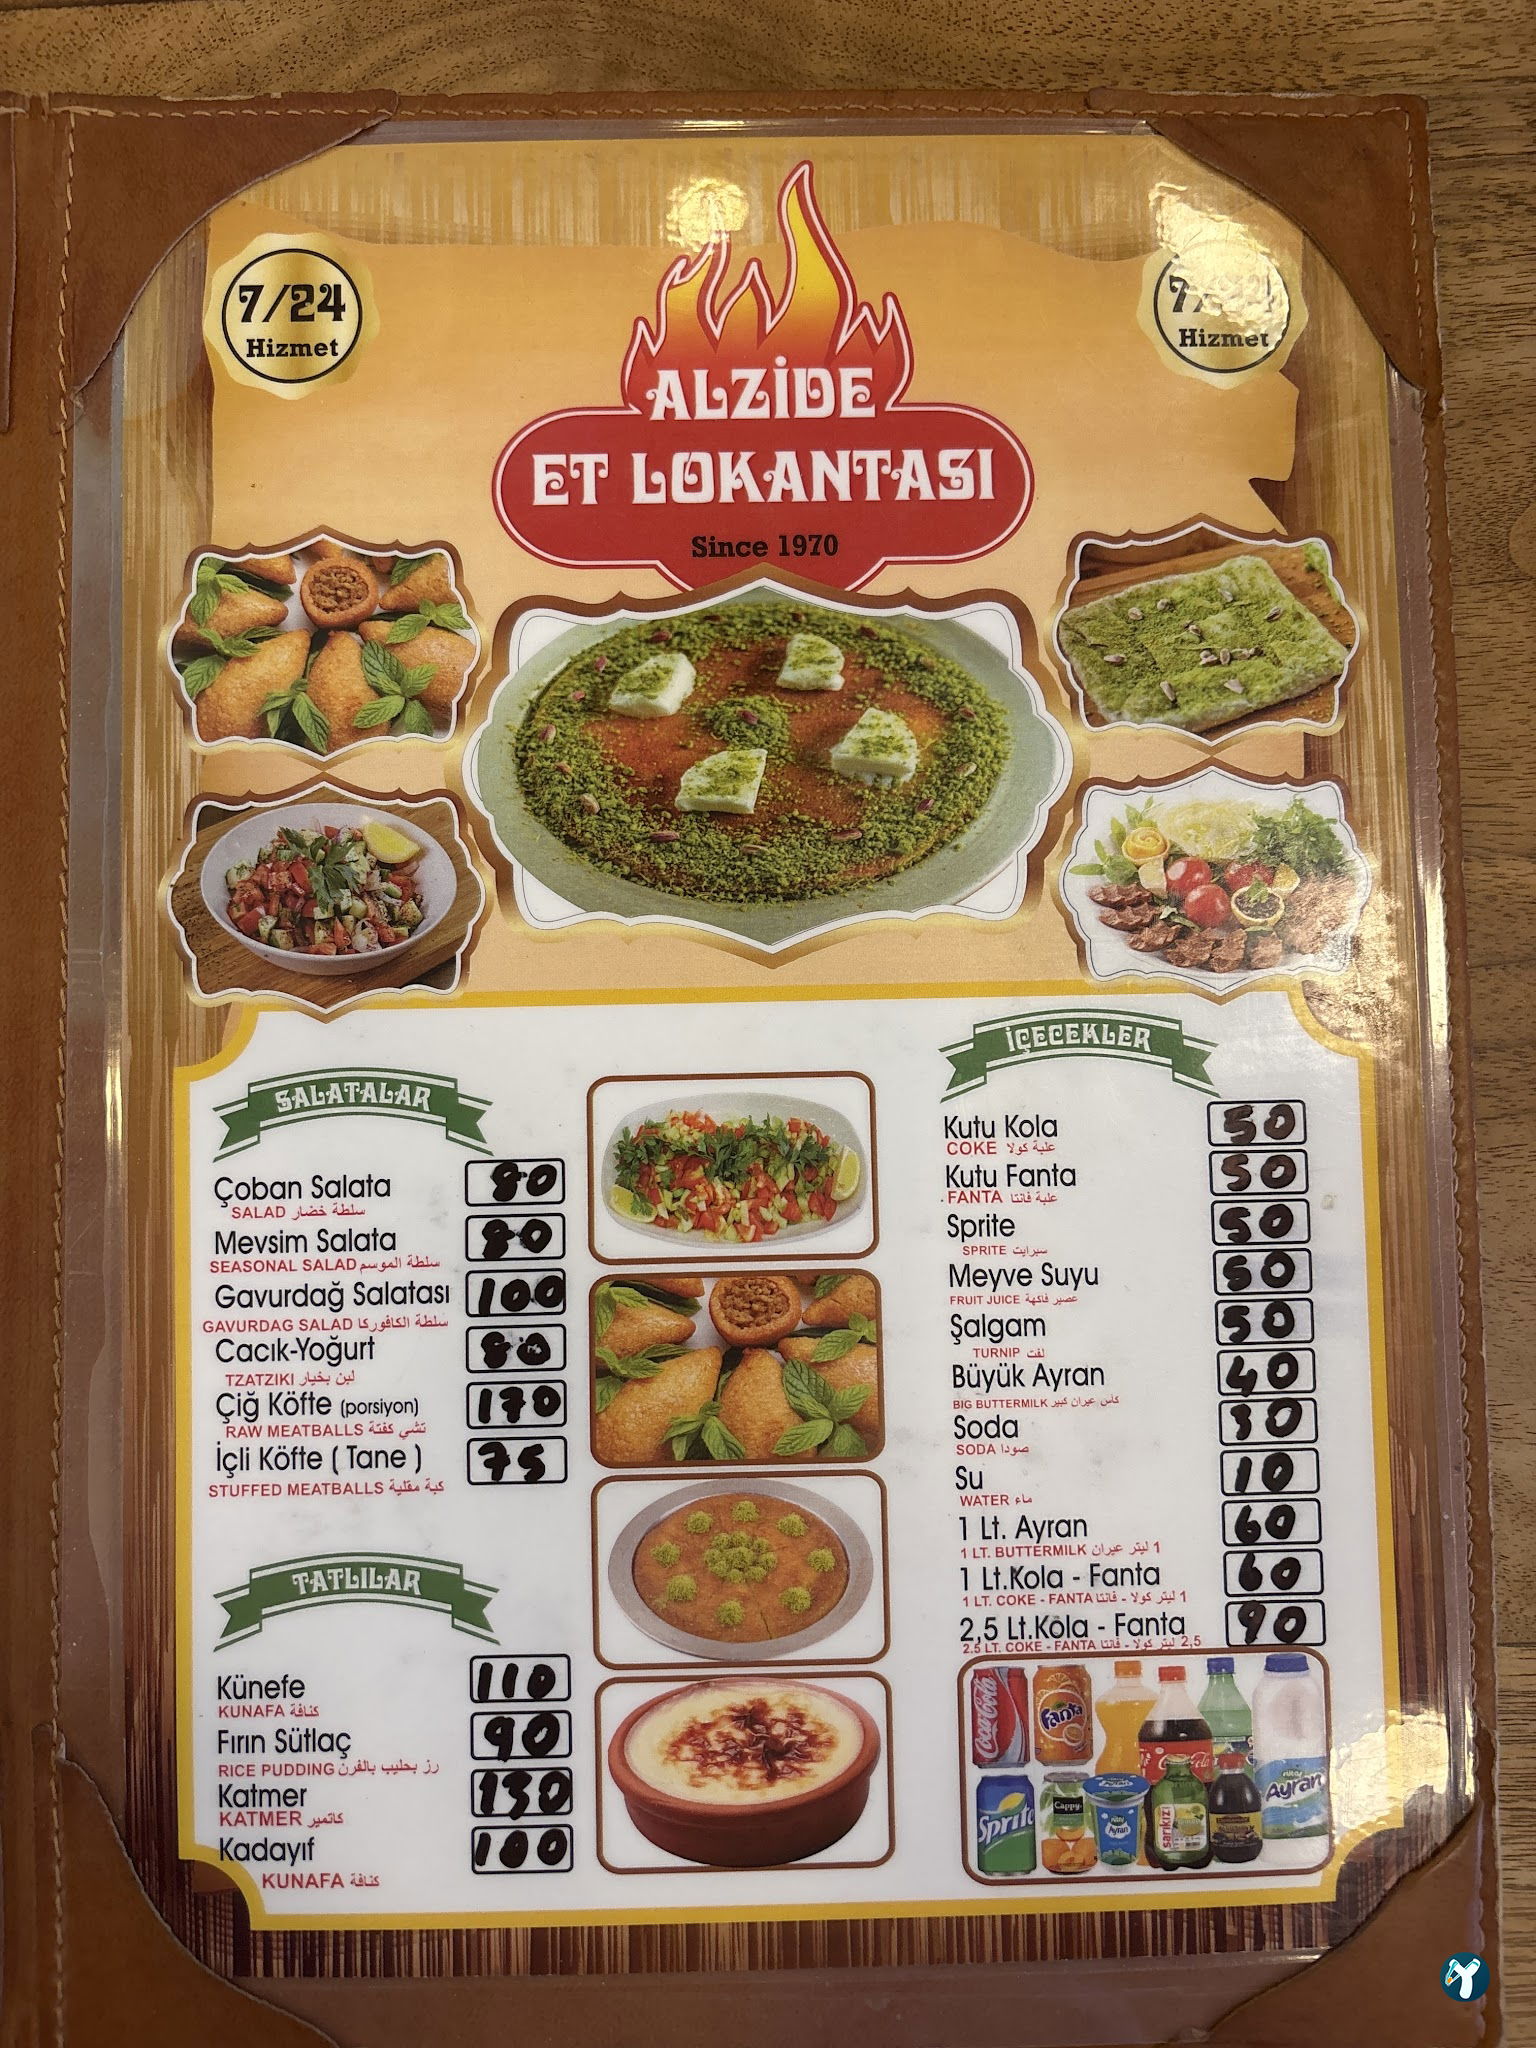 7/24
Hizmet
Hizmet
ALZİDE
ET LOKANTASI
Since 1970
SALATALAR
Çoban Salata 80
SALAD سلطة خضار
Mevsim Salata 80
SEASONAL SALAD سلطة الموسم
Gavurdağ Salatası 100
GAVURDAG SALAD سلطة الكافوركا
Cacık-Yoğurt 80
TZATZIKI لبن بخيار
Çiğ Köfte (porsiyon) 170
RAW MEATBALLS تشي كفتة
İçli Köfte ( Tane ) 75
STUFFED MEATBALLS كبة مقلية
TATLILAR
Künefe 110
KUNAFA كنافة
Fırın Sütlaç 90
RICE PUDDING رز بحليب بالفرن
Katmer 130
KATMER كاتمير
Kadayıf 100
KUNAFA كنافة
İÇECEKLER
Kutu Kola 50
COKE علبة كولا
Kutu Fanta 50
FANTA علبة فانتا
Sprite 50
SPRITE سبرايت
Meyve Suyu 50
FRUIT JUICE عصير فاكهة
Şalgam 50
TURNIP لفت
Büyük Ayran 40
BIG BUTTERMILK كأس عيران كبير
Soda 30
SODA صودا
Su 10
WATER ماء
1 Lt. Ayran 60
1 LT. BUTTERMILK 1 ليتر عيران
1 Lt.Kola - Fanta 60
1 LT. COKE - FANTA 1 ليتر كولا - فانتا
2,5 Lt.Kola - Fanta 90
2.5 LT. COKE - FANTA 2,5 ليتر كولا - فانتا
Coca-Cola
Fanta
Ayran
Sprite
Cappy
Ayran
sarıkız